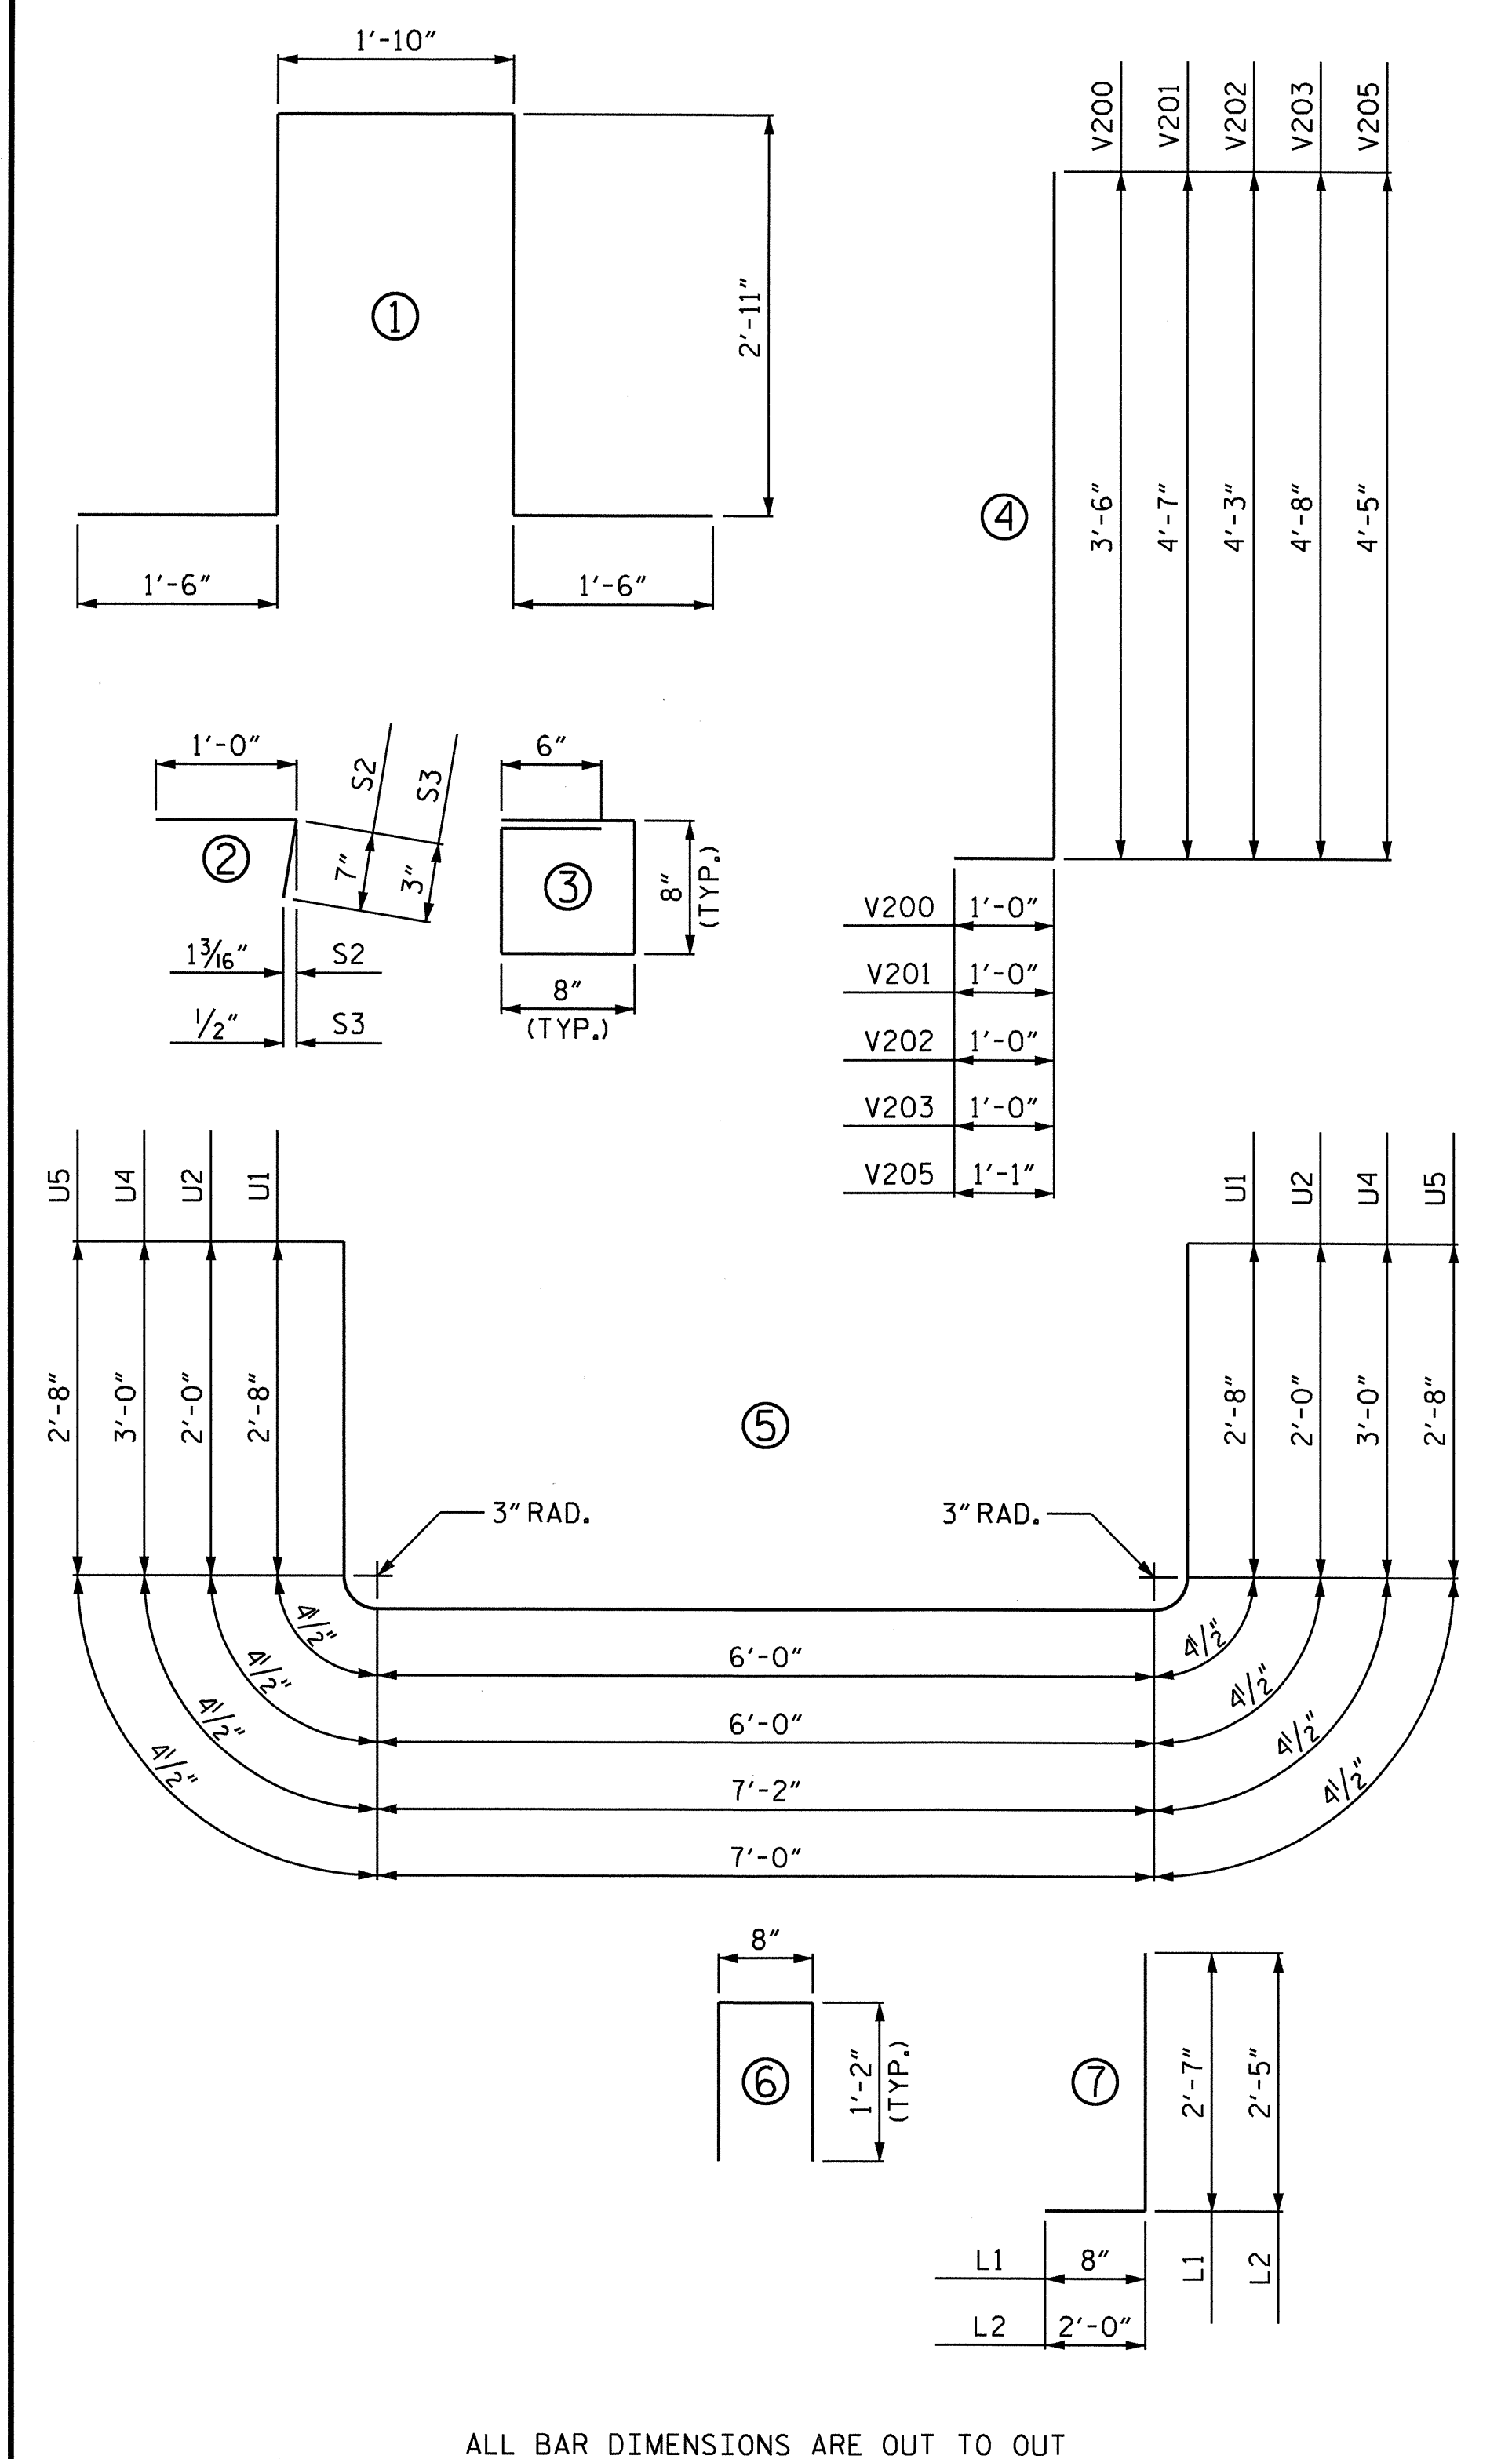 1'-10"
2'-11"
①
1'-6"
1'-6"
V200
V201
V202
V203
V205
3'-6"
4'-7"
4'-3"
4'-8"
4'-5"
④
1'-0"
S2
S3
②
7"
3"
1 3/16" S2
1/2" S3
6"
③
8"
(TYP.)
8"
(TYP.)
V200 1'-0"
V201 1'-0"
V202 1'-0"
V203 1'-0"
V205 1'-1"
U5
U4
U2
U1
U1
U2
U4
U5
2'-8"
3'-0"
2'-0"
2'-8"
⑤
2'-8"
2'-0"
3'-0"
2'-8"
3" RAD.
3" RAD.
4 1/2"
4 1/2"
4 1/2"
4 1/2"
6'-0"
6'-0"
7'-2"
7'-0"
4 1/2"
4 1/2"
4 1/2"
4 1/2"
8"
⑥
1'-2"
(TYP.)
⑦
2'-7"
2'-5"
L1
L2
L1 8"
L2 2'-0"
ALL BAR DIMENSIONS ARE OUT TO OUT